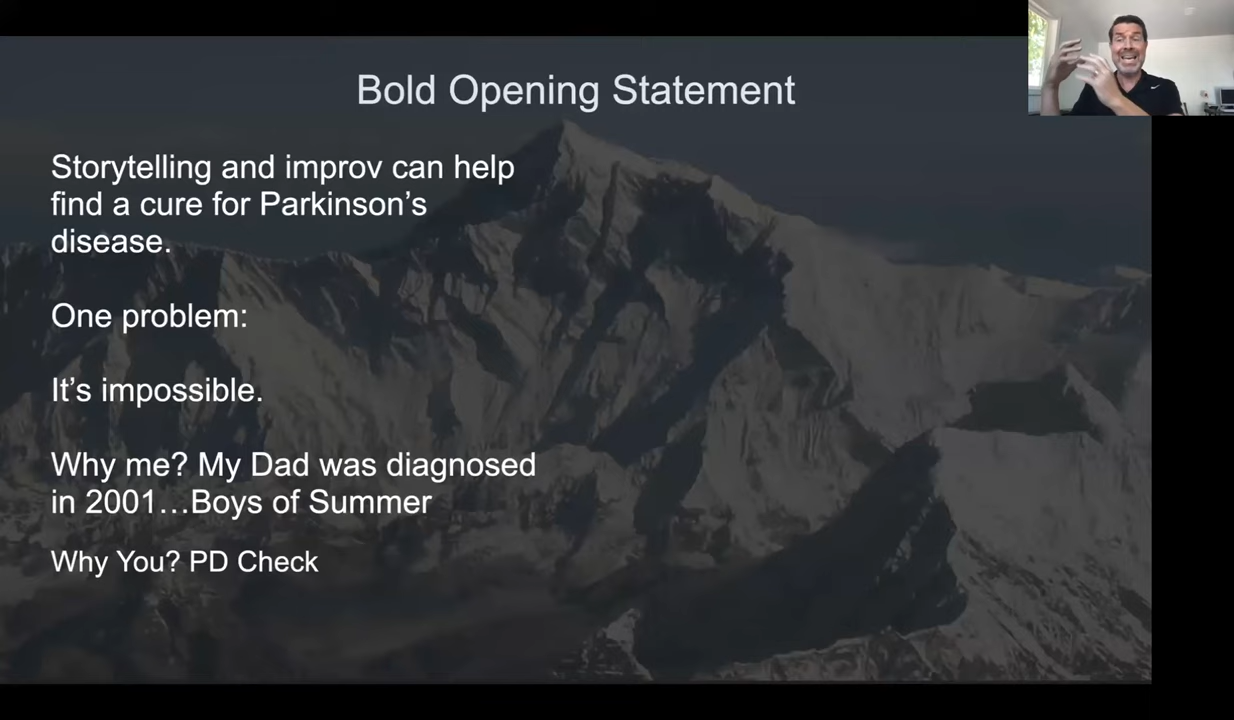 Bold Opening Statement
Storytelling and improv can help
find a cure for Parkinson’s
disease.
One problem:
It’s impossible.
Why me? My Dad was diagnosed
in 2001…Boys of Summer
Why You? PD Check